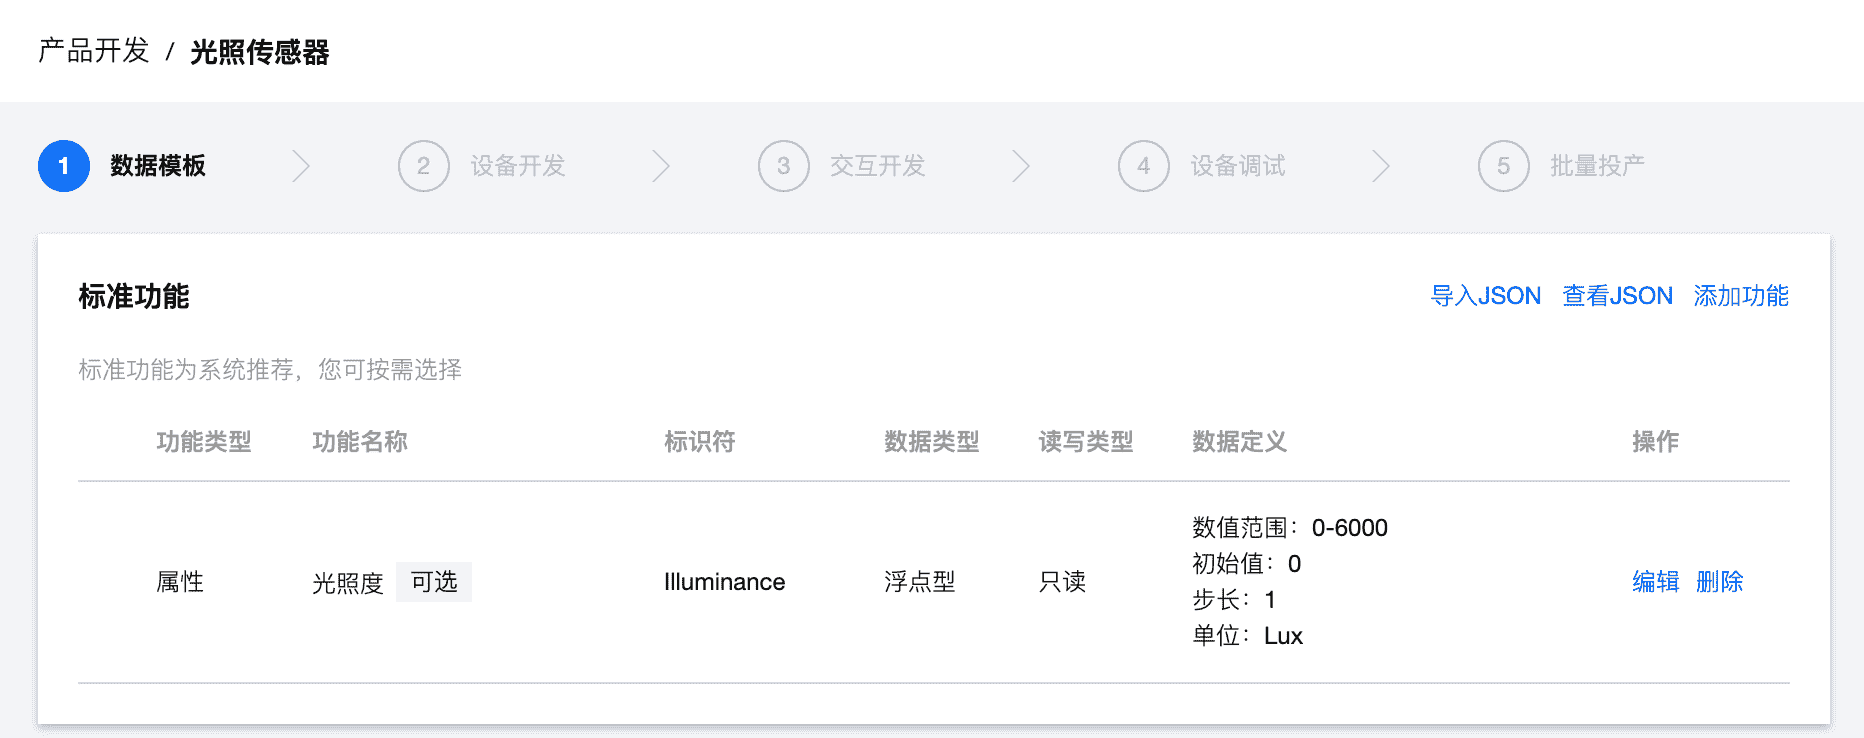 产品开发 / 光照传感器
1 数据模板 2 设备开发 3 交互开发 4 设备调试 5 批量投产
标准功能 导入JSON 查看JSON 添加功能
标准功能为系统推荐，您可按需选择
功能类型 功能名称 标识符 数据类型 读写类型 数据定义 操作
数值范围：0-6000
初始值：0
属性 光照度 可选 Illuminance 浮点型 只读 编辑 删除
步长：1
单位：Lux